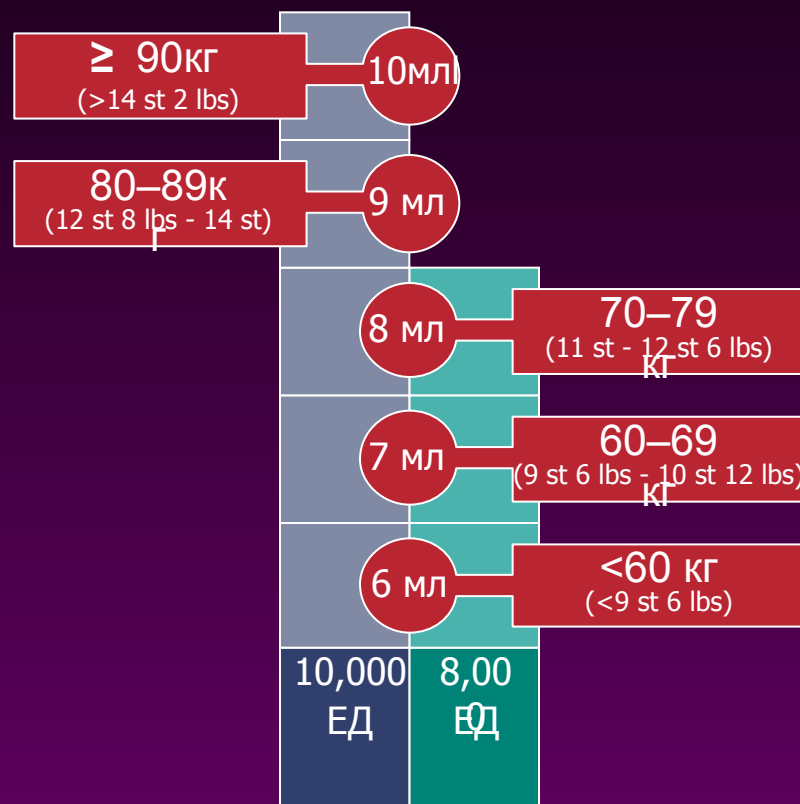 ≥ 90кг
(>14 st 2 lbs)
10млl
80–89к
г
(12 st 8 lbs - 14 st)
9 мл
8 мл
70–79
кг
(11 st - 12 st 6 lbs)
7 мл
60–69
кг
(9 st 6 lbs - 10 st 12 lbs)
6 мл
<60 кг
(<9 st 6 lbs)
10,000
ЕД
8,00
0
ЕД